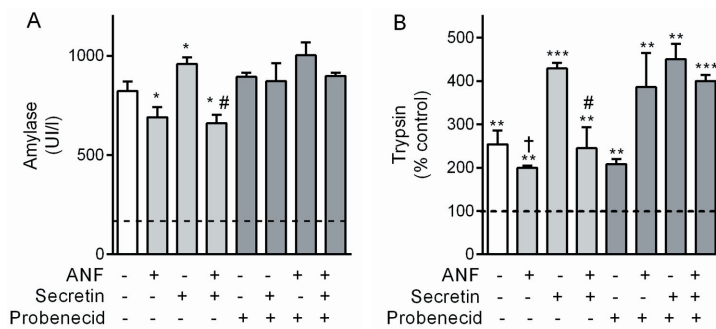 A
Amylase
(UI/l)
1000
500
0
*
*
* #
ANF - + - + - - + +
Secretin - - + + - + - +
Probenecid - - - - + + + +
B
Trypsin
(% control)
500
400
300
200
100
0
**
†
**
***
#
**
**
**
**
***
ANF - + - + - + - +
Secretin - - + + - - + +
Probenecid - - - - + + + +